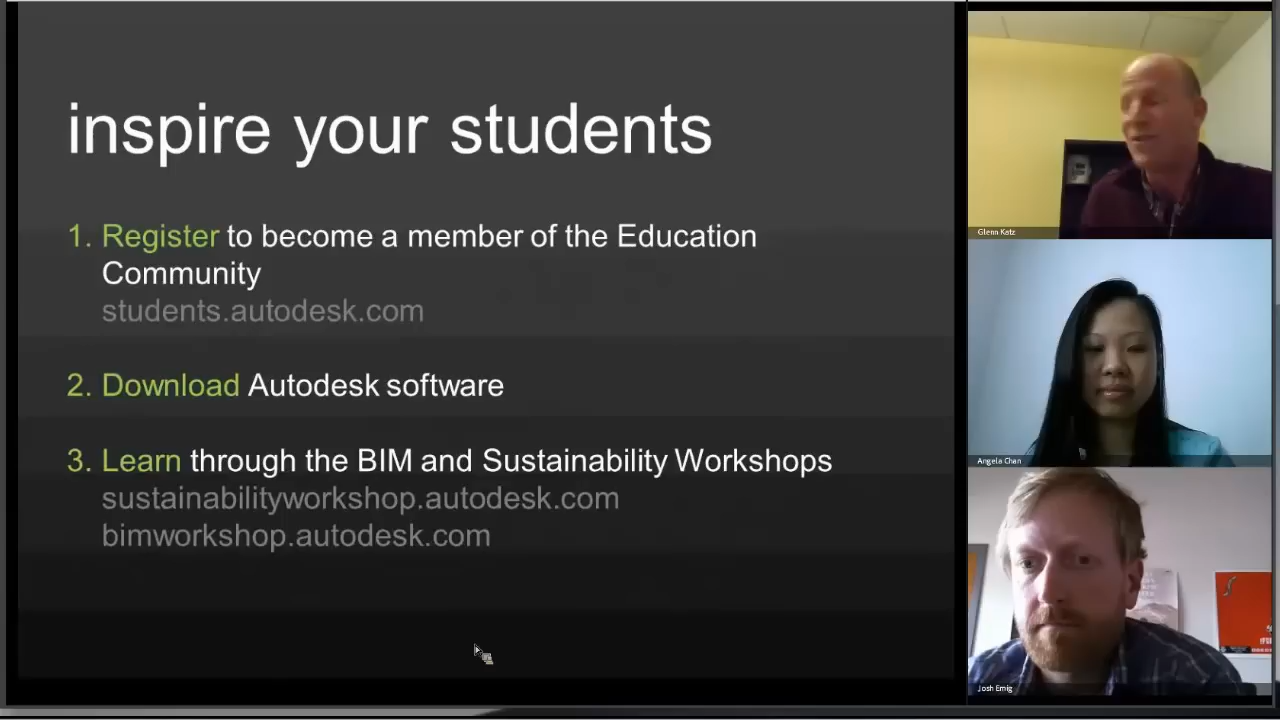 inspire your students
1. Register to become a member of the Education
Community
students.autodesk.com
2. Download Autodesk software
3. Learn through the BIM and Sustainability Workshops
sustainabilityworkshop.autodesk.com
bimworkshop.autodesk.com
Glenn Katz
Angela Chan
Josh Emig